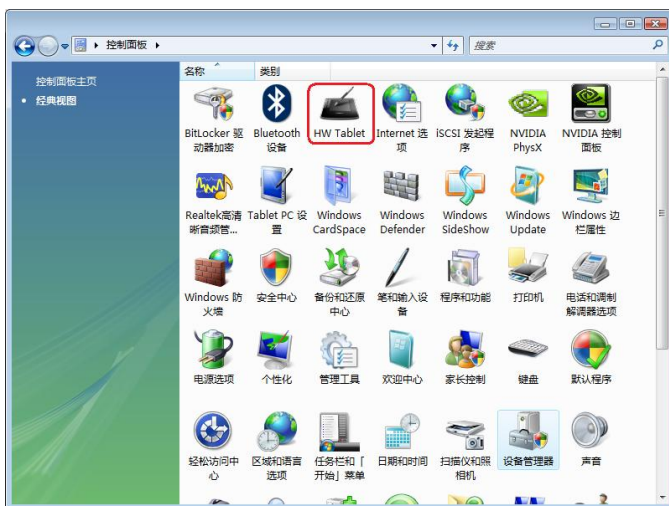 控制面板
搜索
控制面板主页
经典视图
名称
类别
BitLocker 驱
动器加密
Bluetooth
设备
HW Tablet
Internet 选
项
iSCSI 发起程
序
NVIDIA
PhysX
NVIDIA 控制
面板
Realtek高清
晰音频管...
Tablet PC 设
置
Windows
CardSpace
Windows
Defender
Windows
SideShow
Windows
Update
Windows 边
栏属性
Windows 防
火墙
安全中心
备份和还原
中心
笔和输入设
备
程序和功能
打印机
电话和调制
解调器选项
电源选项
个性化
管理工具
欢迎中心
家长控制
键盘
默认程序
轻松访问中
心
区域和语言
选项
任务栏和「
开始」菜单
日期和时间
扫描仪和照
相机
设备管理器
声音